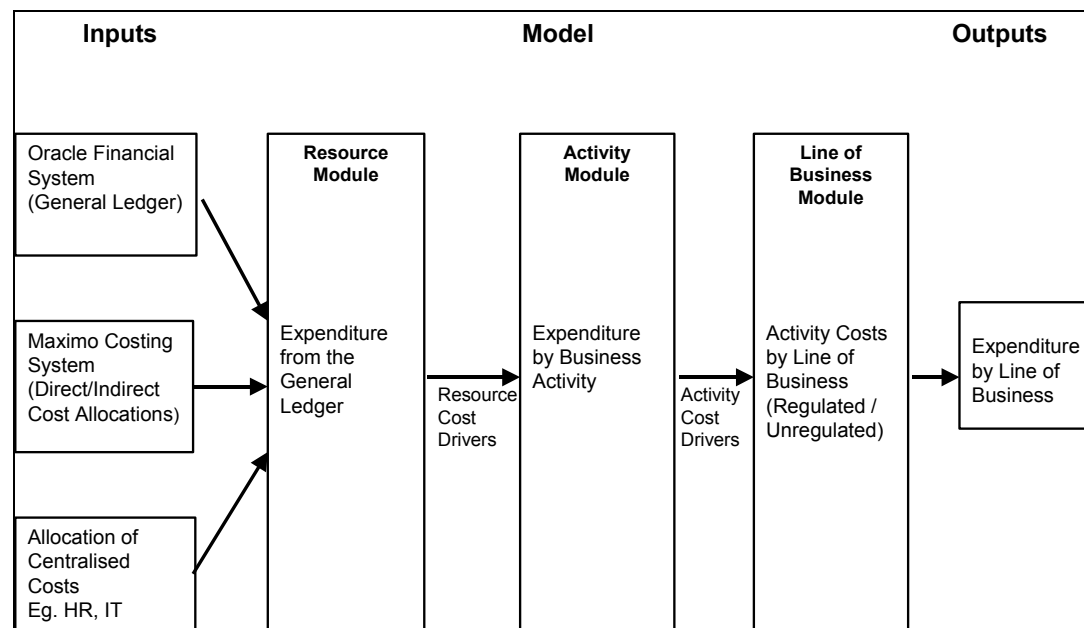 Inputs
Model
Outputs
Oracle Financial
System
(General Ledger)
Maximo Costing
System
(Direct/Indirect
Cost Allocations)
Allocation of
Centralised
Costs
Eg. HR, IT
Resource
Module
Expenditure
from the
General
Ledger
Resource
Cost
Drivers
Activity
Module
Expenditure
by Business
Activity
Activity
Cost
Drivers
Line of
Business
Module
Activity Costs
by Line of
Business
(Regulated /
Unregulated)
Expenditure
by Line of
Business